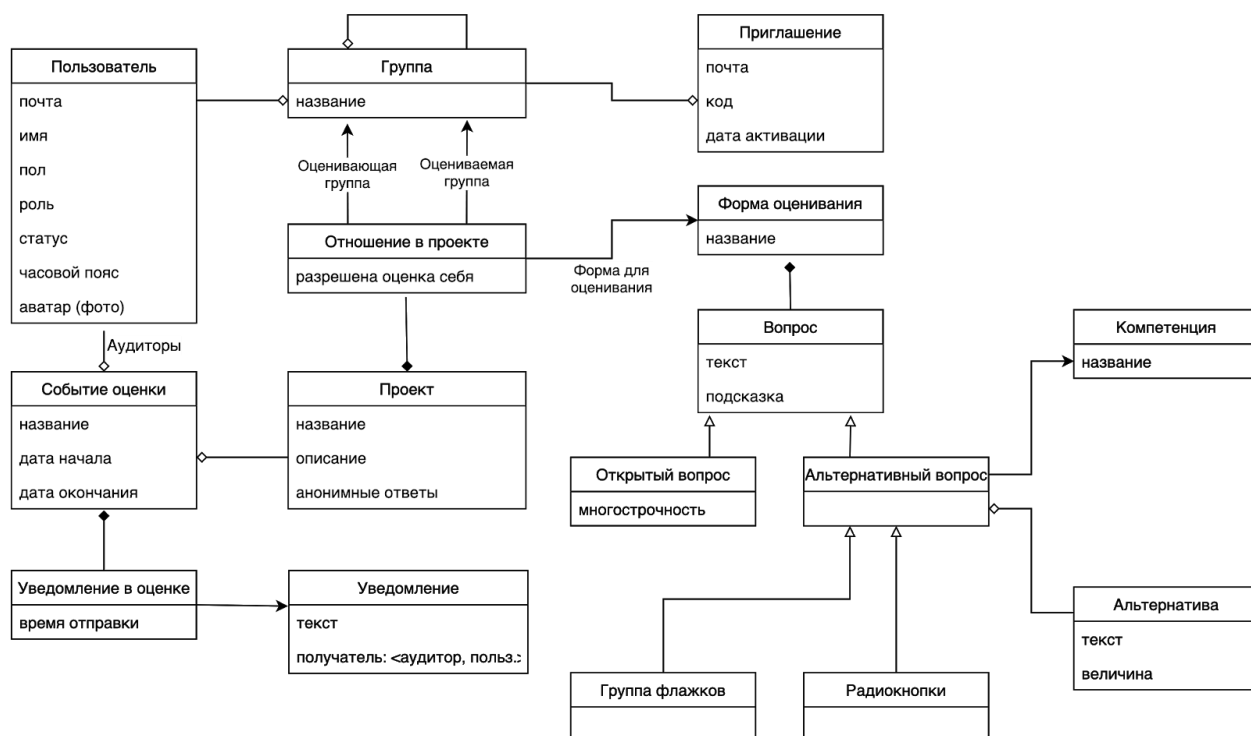 Пользователь
почта
имя
пол
роль
статус
часовой пояс
аватар (фото)
Группа
название
Приглашение
почта
код
дата активации
Оценивающая
группа
Оцениваемая
группа
Отношение в проекте
разрешена оценка себя
Форма для
оценивания
Форма оценивания
название
Аудиторы
Событие оценки
название
дата начала
дата окончания
Проект
название
описание
анонимные ответы
Вопрос
текст
подсказка
Компетенция
название
Открытый вопрос
многострочность
Альтернативный вопрос
Уведомление в оценке
время отправки
Уведомление
текст
получатель: <аудитор, польз.>
Альтернатива
текст
величина
Группа флажков
Радиокнопки